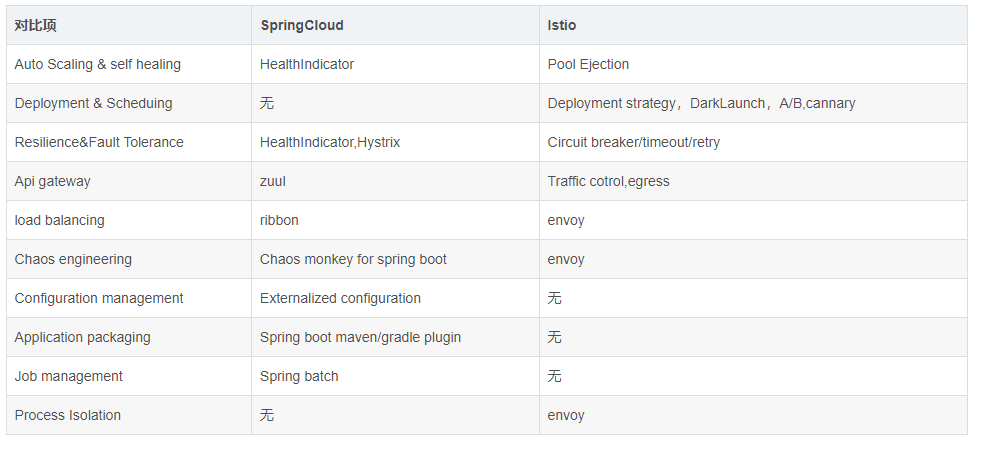 对比项 SpringCloud Istio
Auto Scaling & self healing HealthIndicator Pool Ejection
Deployment & Scheduing 无 Deployment strategy，DarkLaunch，A/B,cannary
Resilience&Fault Tolerance HealthIndicator,Hystrix Circuit breaker/timeout/retry
Api gateway zuul Traffic cotrol,egress
load balancing ribbon envoy
Chaos engineering Chaos monkey for spring boot envoy
Configuration management Externalized configuration 无
Application packaging Spring boot maven/gradle plugin 无
Job management Spring batch 无
Process Isolation 无 envoy